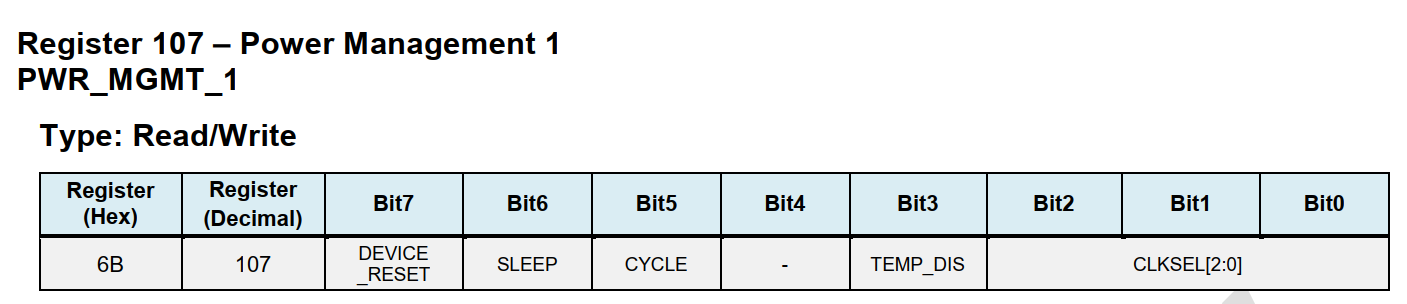 Register 107 – Power Management 1
PWR_MGMT_1
Type: Read/Write
Register (Hex) Register (Decimal) Bit7 Bit6 Bit5 Bit4 Bit3 Bit2 Bit1 Bit0
6B 107 DEVICE _RESET SLEEP CYCLE - TEMP_DIS CLKSEL[2:0]